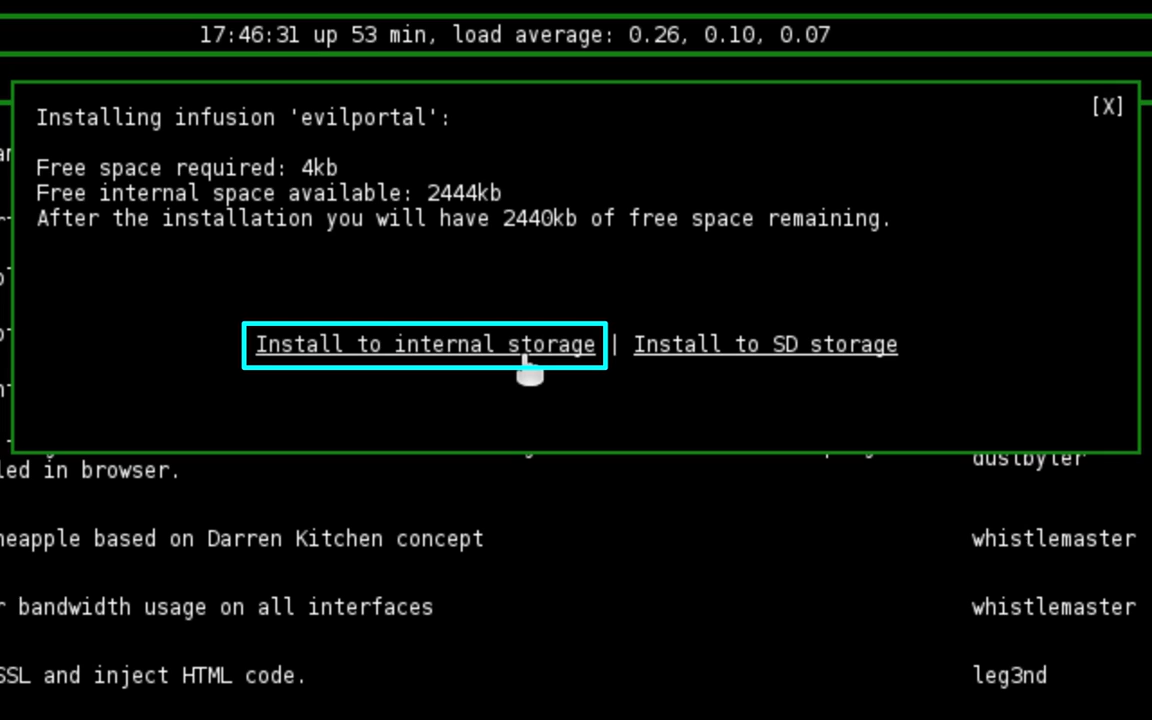 17:46:31 up 53 min, load average: 0.26, 0.10, 0.07
[X]
Installing infusion 'evilportal':
Free space required: 4kb
Free internal space available: 2444kb
After the installation you will have 2440kb of free space remaining.
Install to internal storage | Install to SD storage
dustbyter
led in browser.
neapple based on Darren Kitchen concept whistlemaster
r bandwidth usage on all interfaces whistlemaster
SSL and inject HTML code. leg3nd